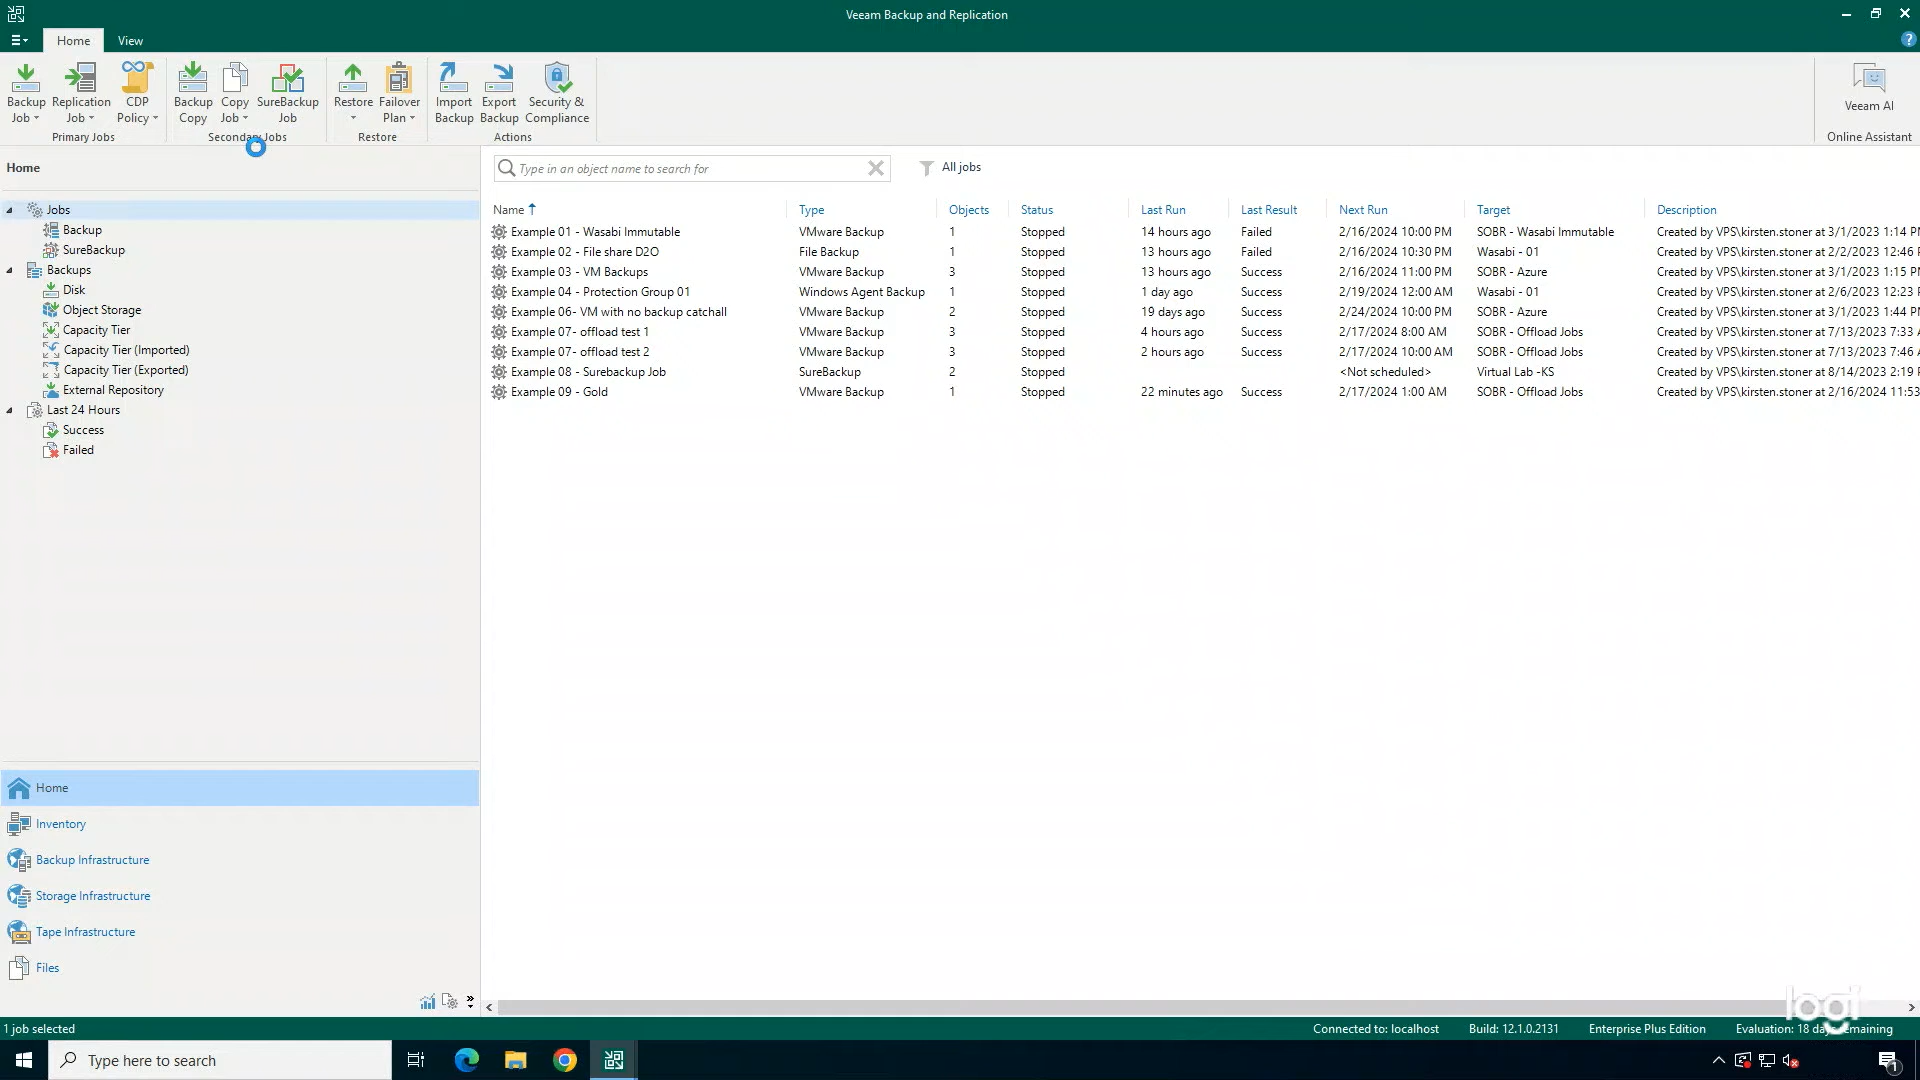 Veeam Backup and Replication
Home View
Backup Job
Replication Job
CDP Policy
Primary Jobs
Backup Copy
Copy Job
SureBackup Job
Secondary Jobs
Restore
Failover Plan
Restore
Import Backup
Export Backup
Security & Compliance
Actions
Veeam AI
Online Assistant
Home
Type in an object name to search for
All jobs
Jobs
Backup
SureBackup
Backups
Disk
Object Storage
Capacity Tier
Capacity Tier (Imported)
Capacity Tier (Exported)
External Repository
Last 24 Hours
Success
Failed
Name Type Objects Status Last Run Last Result Next Run Target Description
Example 01 - Wasabi Immutable VMware Backup 1 Stopped 14 hours ago Failed 2/16/2024 10:00 PM SOBR - Wasabi Immutable Created by VPS\kirsten.stoner at 3/1/2023 1:14 P
Example 02 - File share D2O File Backup 1 Stopped 13 hours ago Failed 2/16/2024 10:30 PM Wasabi - 01 Created by VPS\kirsten.stoner at 2/2/2023 12:46
Example 03 - VM Backups VMware Backup 3 Stopped 13 hours ago Success 2/16/2024 11:00 PM SOBR - Azure Created by VPS\kirsten.stoner at 3/1/2023 1:15 P
Example 04 - Protection Group 01 Windows Agent Backup 1 Stopped 1 day ago Success 2/19/2024 12:00 AM Wasabi - 01 Created by VPS\kirsten.stoner at 2/6/2023 12:23
Example 06- VM with no backup catchall VMware Backup 2 Stopped 19 days ago Success 2/24/2024 10:00 PM SOBR - Azure Created by VPS\kirsten.stoner at 3/1/2023 1:44 P
Example 07- offload test 1 VMware Backup 3 Stopped 4 hours ago Success 2/17/2024 8:00 AM SOBR - Offload Jobs Created by VPS\kirsten.stoner at 7/13/2023 7:33
Example 07- offload test 2 VMware Backup 3 Stopped 2 hours ago Success 2/17/2024 10:00 AM SOBR - Offload Jobs Created by VPS\kirsten.stoner at 7/13/2023 7:46
Example 08 - Surebackup Job SureBackup 2 Stopped <Not scheduled> Virtual Lab -KS Created by VPS\kirsten.stoner at 8/14/2023 2:19
Example 09 - Gold VMware Backup 1 Stopped 22 minutes ago Success 2/17/2024 1:00 AM SOBR - Offload Jobs Created by VPS\kirsten.stoner at 2/16/2024 11:53
Home
Inventory
Backup Infrastructure
Storage Infrastructure
Tape Infrastructure
Files
logi
1 job selected
Connected to: localhost Build: 12.1.0.2131 Enterprise Plus Edition Evaluation: 18 days remaining
Type here to search
1